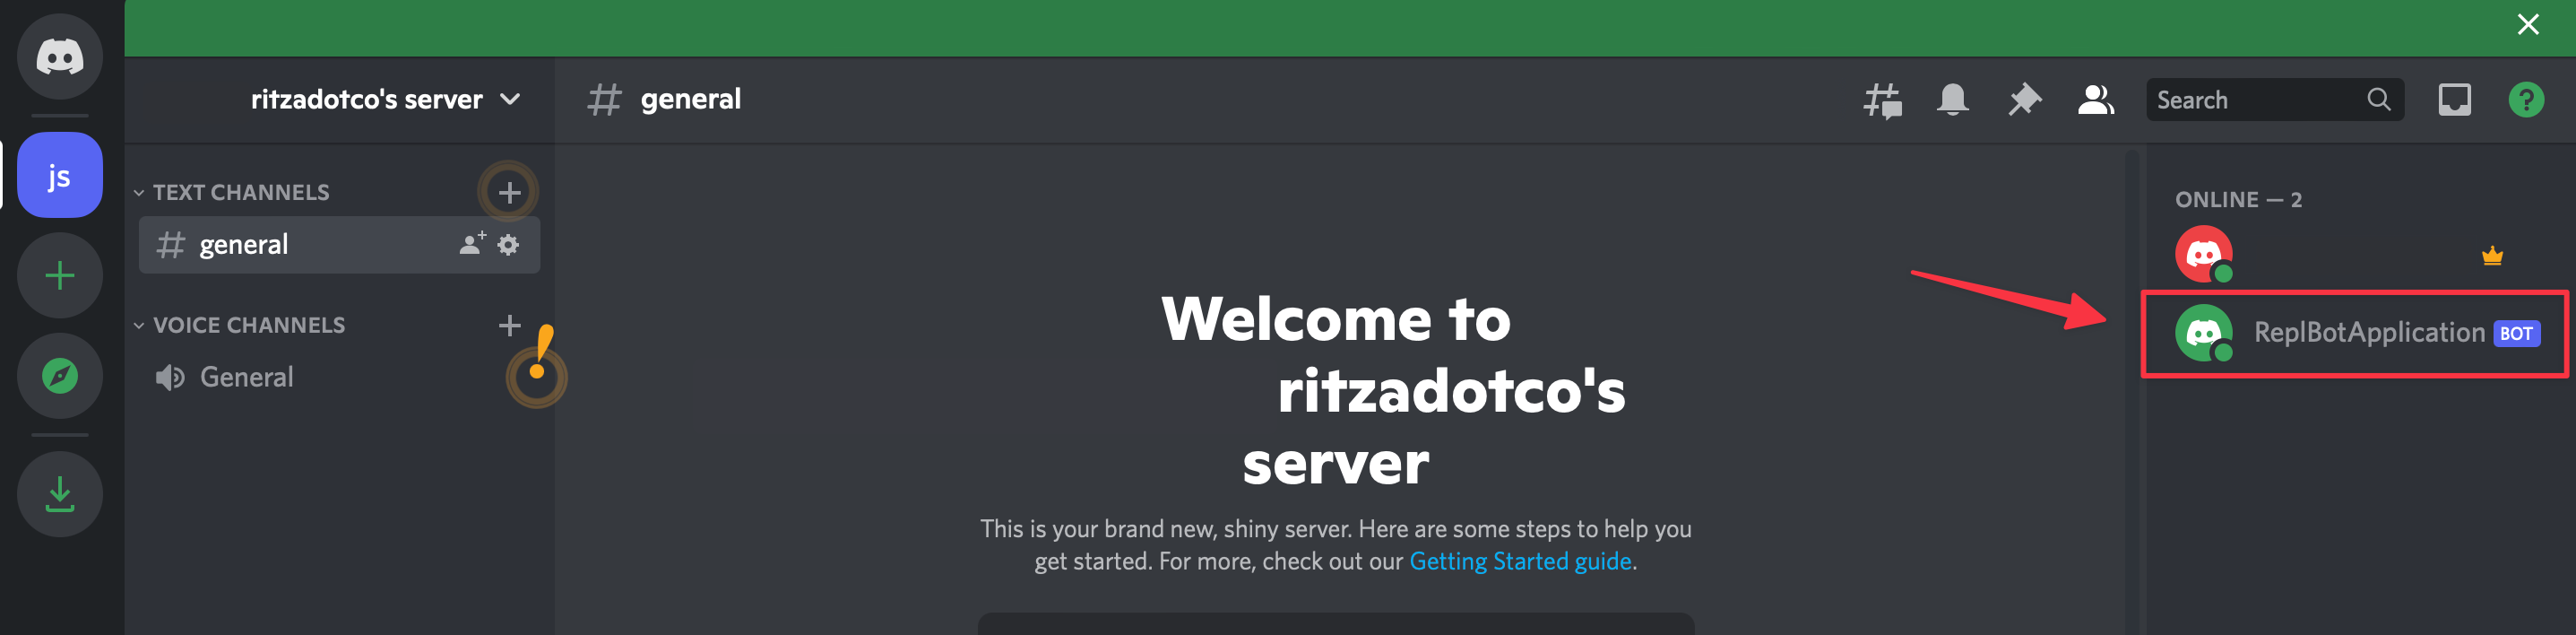 js
ritzadotco's server
TEXT CHANNELS
general
VOICE CHANNELS
General
general
Search
?
Welcome to
ritzadotco's
server
This is your brand new, shiny server. Here are some steps to help you
get started. For more, check out our Getting Started guide.
ONLINE — 2
ReplBotApplication BOT